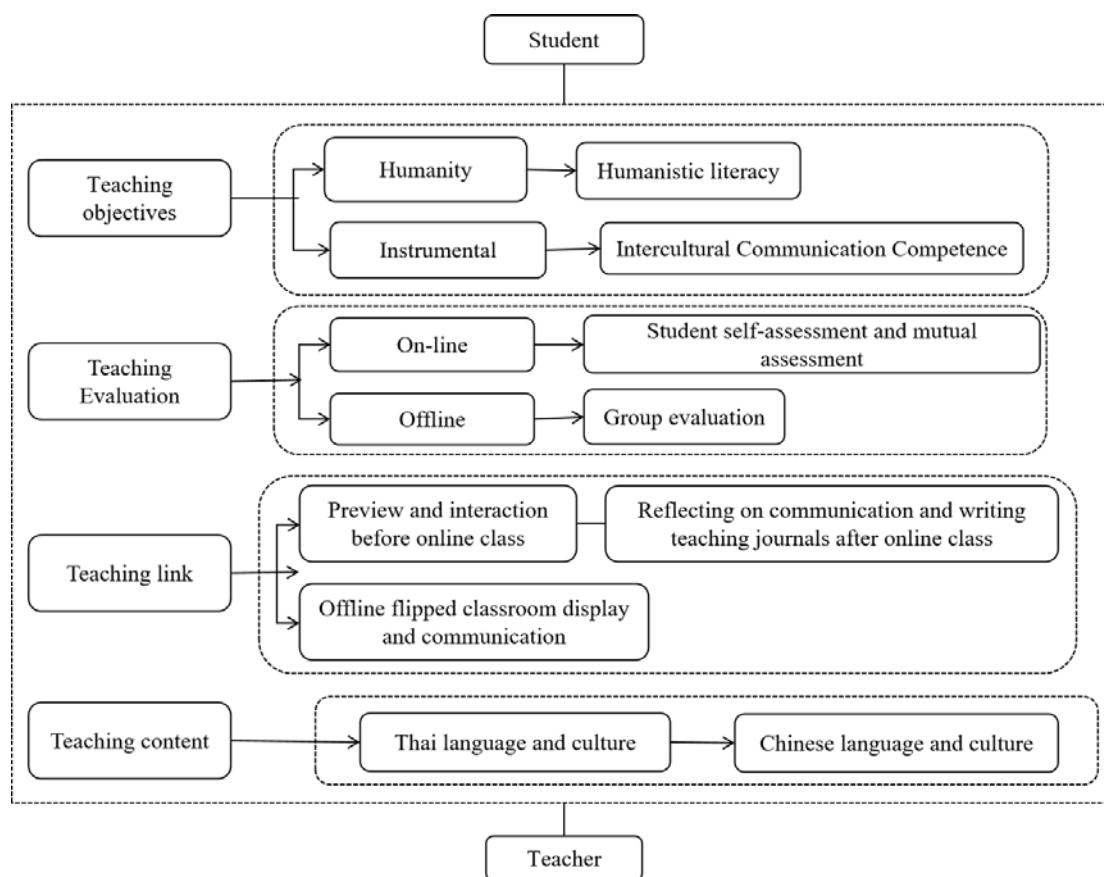 Student
Teaching
objectives
Humanity
Humanistic literacy
Instrumental
Intercultural Communication Competence
Teaching
Evaluation
On-line
Student self-assessment and mutual
assessment
Offline
Group evaluation
Teaching link
Preview and interaction
before online class
Reflecting on communication and writing
teaching journals after online class
Offline flipped classroom display
and communication
Teaching content
Thai language and culture
Chinese language and culture
Teacher